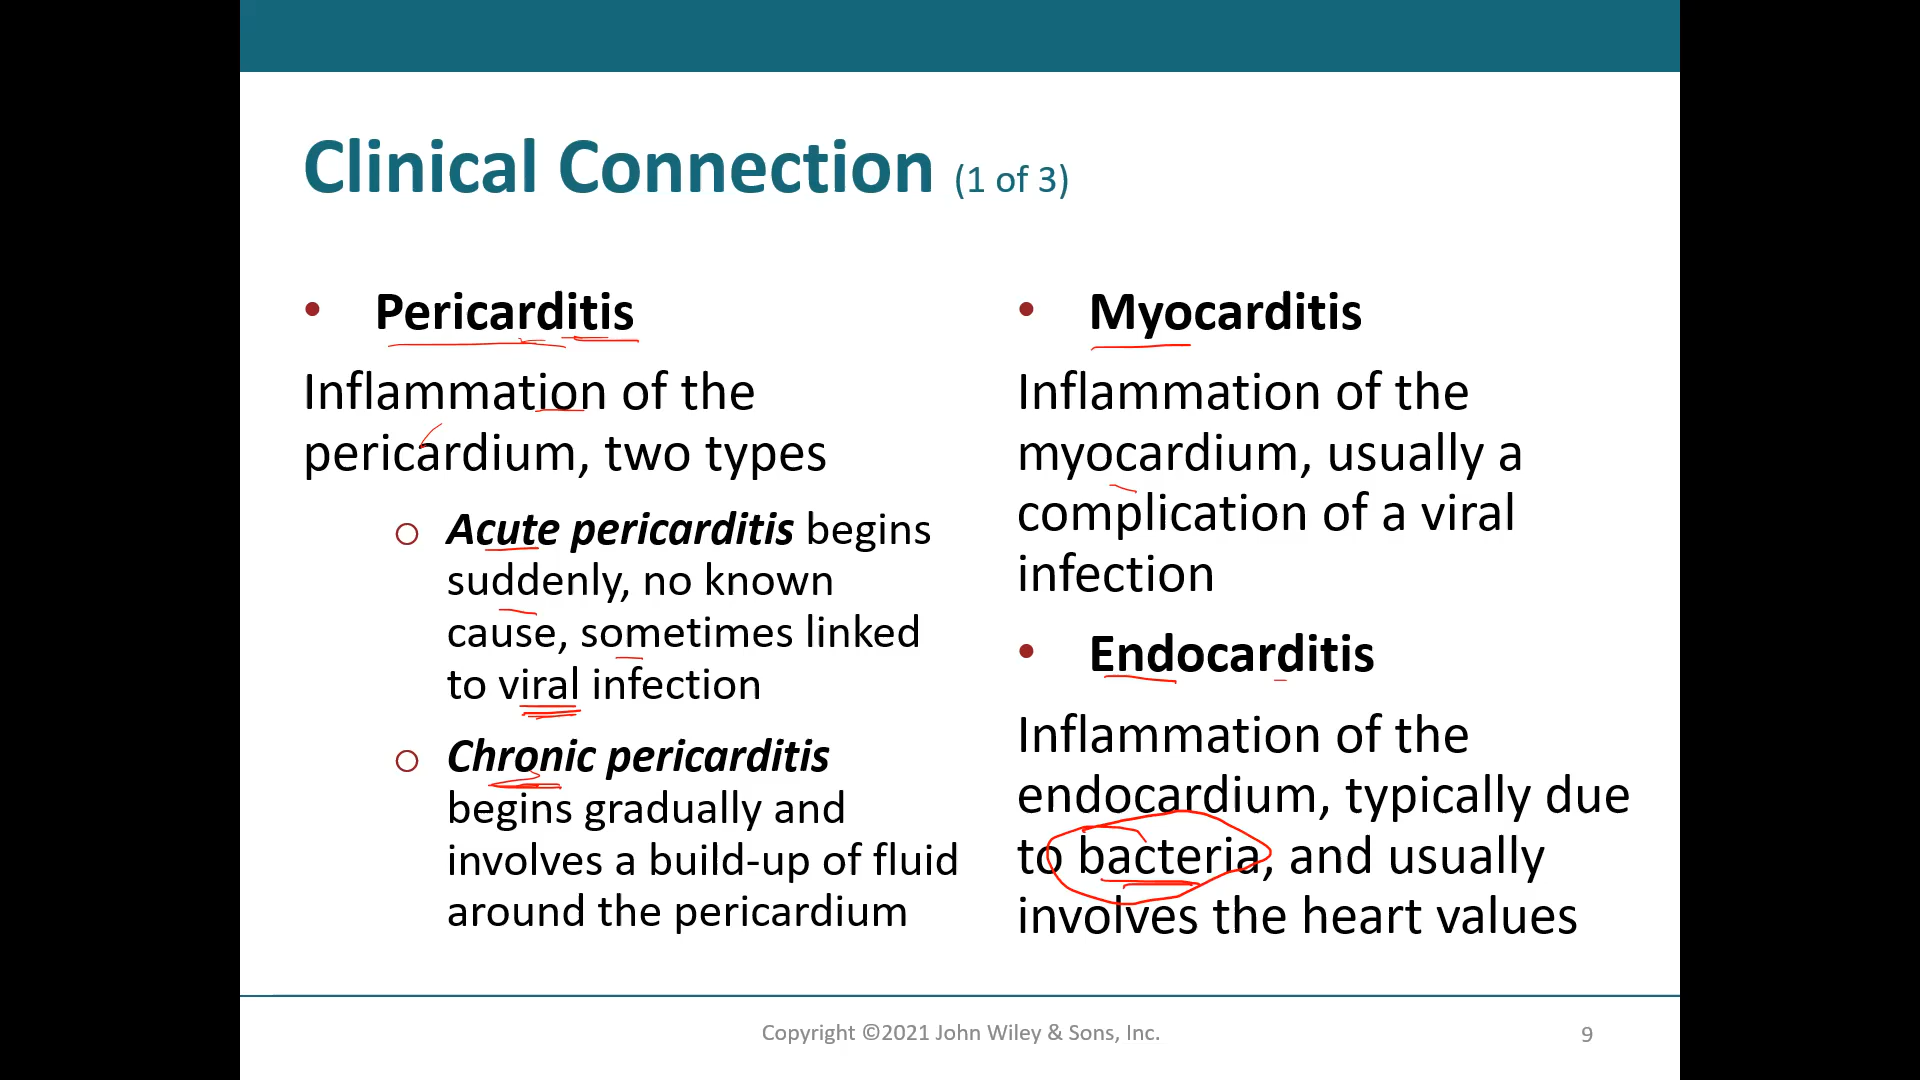 Clinical Connection (1 of 3)
• Pericarditis
Inflammation of the
pericardium, two types
o Acute pericarditis begins
suddenly, no known
cause, sometimes linked
to viral infection
o Chronic pericarditis
begins gradually and
involves a build-up of fluid
around the pericardium
• Myocarditis
Inflammation of the
myocardium, usually a
complication of a viral
infection
• Endocarditis
Inflammation of the
endocardium, typically due
to bacteria, and usually
involves the heart values
Copyright ©2021 John Wiley & Sons, Inc.
9